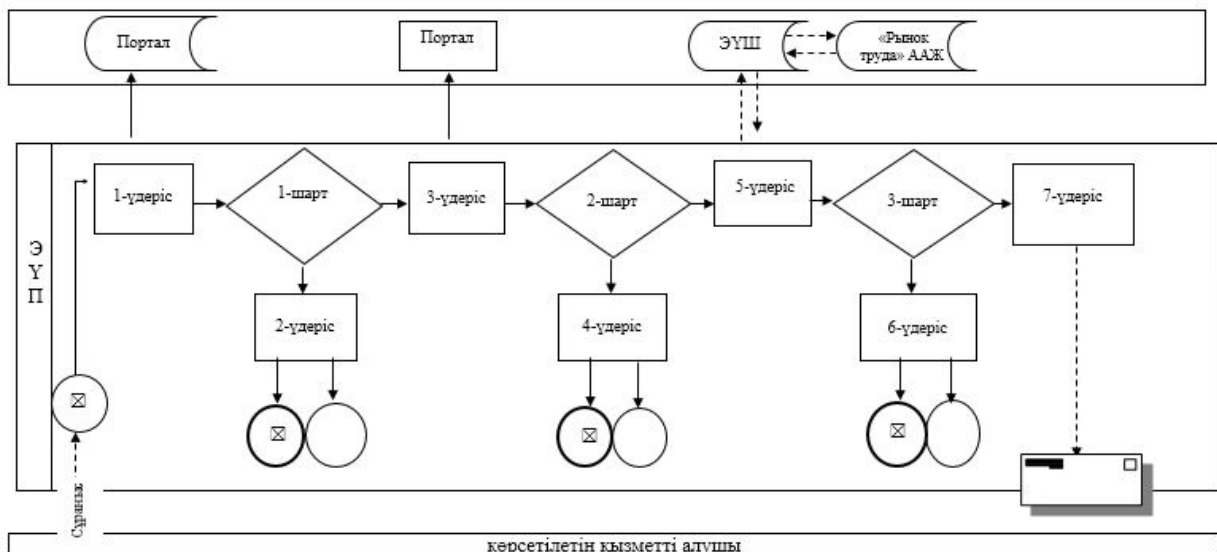 Портал
Портал
ЭҮШ
«Рынок
труда» ААЖ
Э
Ү
П
1-үдеріс
1-шарт
3-үдеріс
2-шарт
5-үдеріс
3-шарт
7-үдеріс
2-үдеріс
4-үдеріс
6-үдеріс
Сұраныс
көрсетілетін қызметті алушы